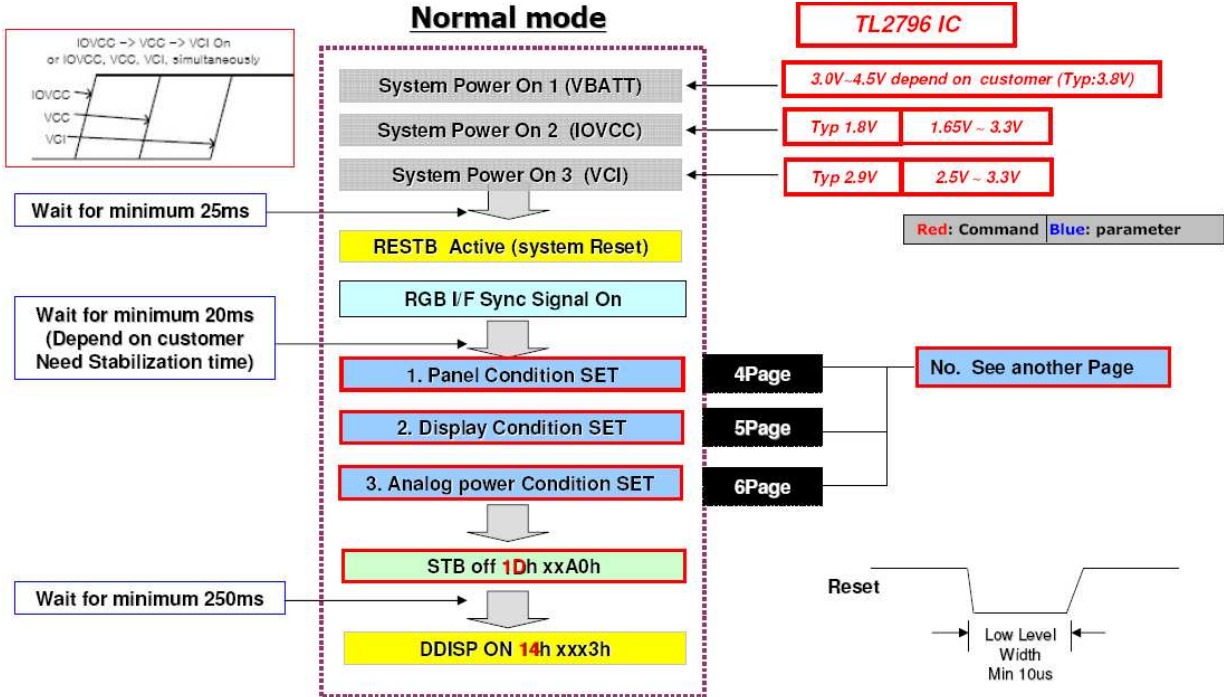 Normal mode
TL2796 IC
IOVCC -> VCC -> VCI On
or IOVCC, VCC, VCI, simultaneously
IOVCC
VCC
VCI
System Power On 1 (VBATT)
3.0V~4.5V depend on customer (Typ:3.8V)
System Power On 2 (IOVCC)
Typ 1.8V
1.65V ~ 3.3V
System Power On 3 (VCI)
Typ 2.9V
2.5V ~ 3.3V
Wait for minimum 25ms
Red: Command
Blue: parameter
RESTB Active (system Reset)
RGB I/F Sync Signal On
Wait for minimum 20ms
(Depend on customer
Need Stabilization time)
1. Panel Condition SET
4Page
No. See another Page
2. Display Condition SET
5Page
3. Analog power Condition SET
6Page
STB off 1Dh xxA0h
Wait for minimum 250ms
DDISP ON 14h xxx3h
Reset
Low Level
Width
Min 10us